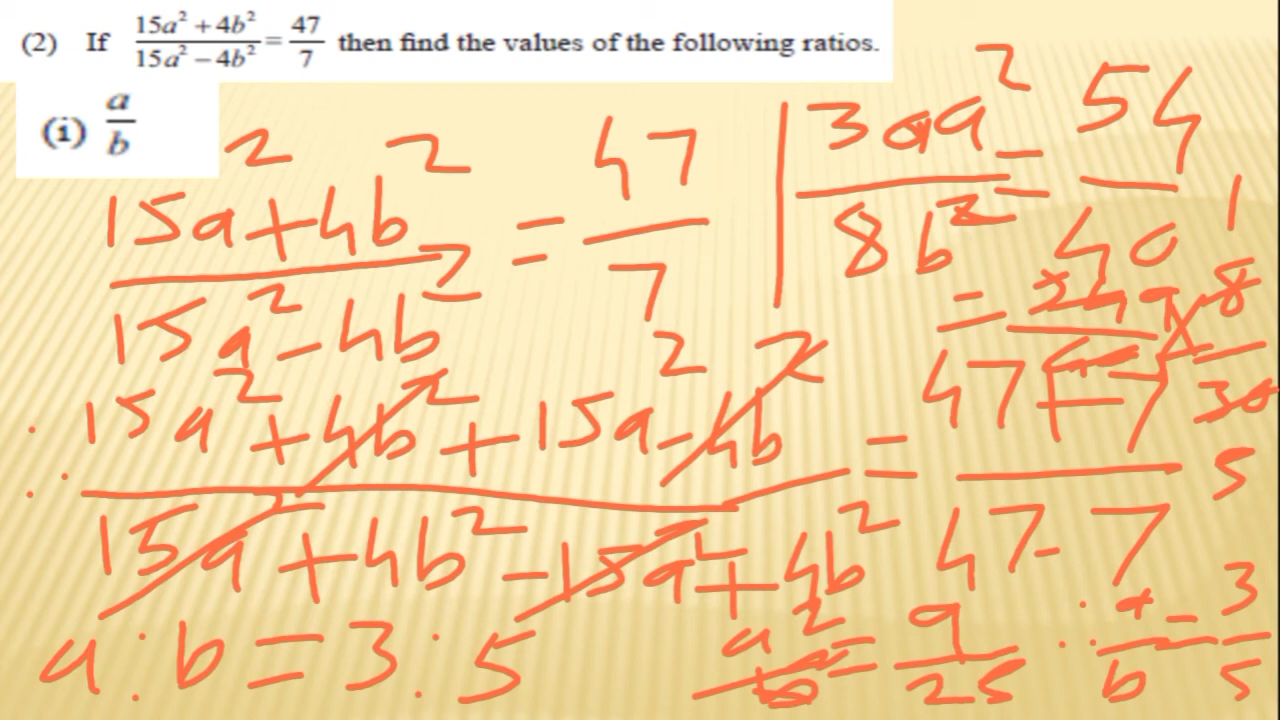 (2) If (15a² + 4b²)/(15a² − 4b²) = 47/7 then find the values of the following ratios.
(i) a/b
(15a² + 4b²)/(15a² − 4b²) = 47/7
∴ (15a² + 4b² + 15a² − 4b²)/(15a² + 4b² − 15a² + 4b²) = (47 + 7)/(47 − 7)
30a²/8b² = 54/40
a²/b² = 9/25
∴ a/b = 3/5
a : b = 3 : 5